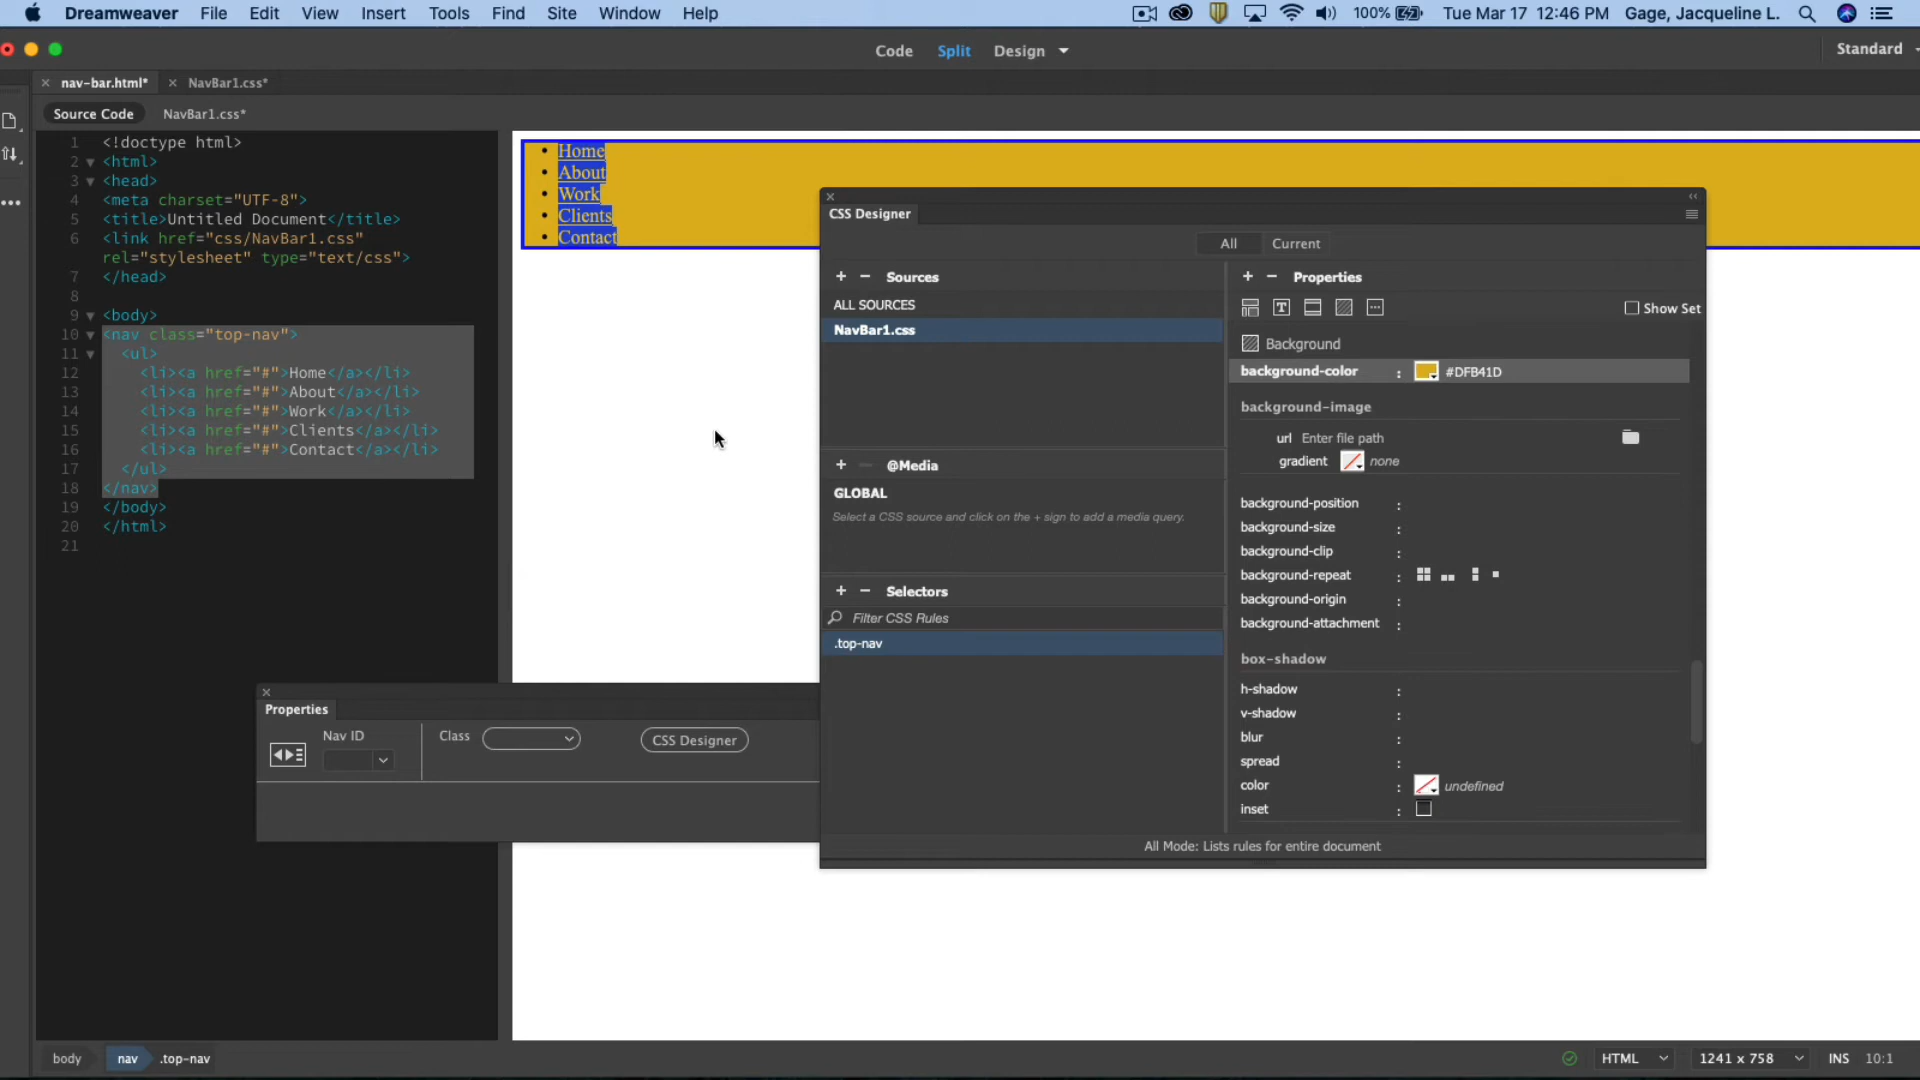 Dreamweaver File Edit View Insert Tools Find Site Window Help 100% Tue Mar 17 12:46 PM Gage, Jacqueline L.
Code Split Design Standard
nav-bar.html* NavBar1.css*
Source Code NavBar1.css*
1 <!doctype html>
2 <html>
3 <head>
4 <meta charset="UTF-8">
5 <title>Untitled Document</title>
6 <link href="css/NavBar1.css"
rel="stylesheet" type="text/css">
7 </head>
8
9 <body>
10 <nav class="top-nav">
11 <ul>
12 <li><a href="#">Home</a></li>
13 <li><a href="#">About</a></li>
14 <li><a href="#">Work</a></li>
15 <li><a href="#">Clients</a></li>
16 <li><a href="#">Contact</a></li>
17 </ul>
18 </nav>
19 </body>
20 </html>
21
• Home
• About
• Work
• Clients
• Contact
CSS Designer
All Current
+ − Sources
ALL SOURCES
NavBar1.css
+ − @Media
GLOBAL
Select a CSS source and click on the + sign to add a media query.
+ − Selectors
Filter CSS Rules
.top-nav
+ − Properties
T Show Set
Background
background-color : #DFB41D
background-image
url Enter file path
gradient none
background-position :
background-size :
background-clip :
background-repeat :
background-origin :
background-attachment :
box-shadow
h-shadow :
v-shadow :
blur :
spread :
color : undefined
inset :
All Mode: Lists rules for entire document
Properties
Nav ID Class CSS Designer
body nav .top-nav HTML 1241 x 758 INS 10:1